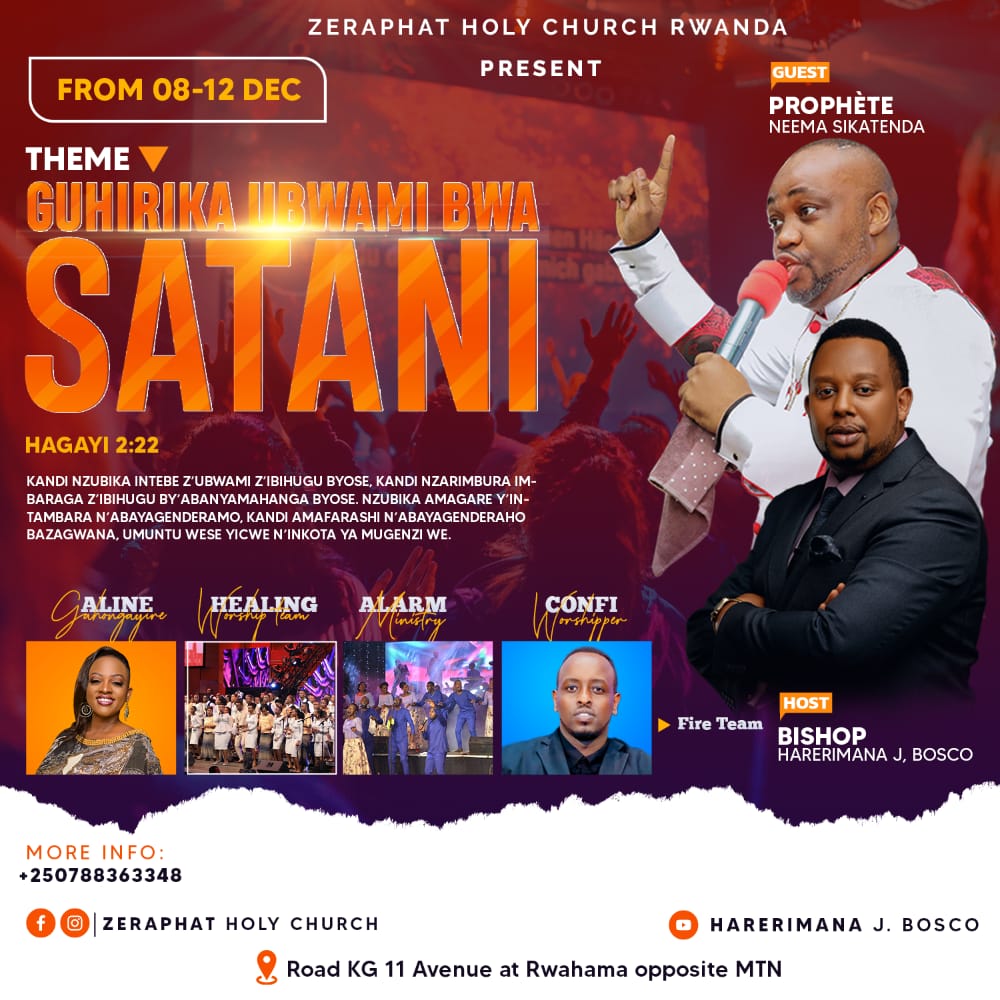 ZERAPHAT HOLY CHURCH RWANDA
PRESENT
FROM 08-12 DEC
GUEST
PROPHÈTE
NEEMA SIKATENDA
THEME
GUHIRIKA UBWAMI BWA
SATANI
HAGAYI 2:22
KANDI NZUBIKA INTEBE Z'UBWAMI Z'IBIHUGU BYOSE, KANDI NZARIMBURA IM-
BARAGA Z'IBIHUGU BY'ABANYAMAHANGA BYOSE. NZUBIKA AMAGARE Y'IN-
TAMBARA N'ABAYAGENDERAMO, KANDI AMAFARASHI N'ABAYAGENDERAHO
BAZAGWANA, UMUNTU WESE YICWE N'INKOTA YA MUGENZI WE.
ALINE
Gahongayire
HEALING
Worship team
ALARM
Ministry
CONFI
Worshipper
Fire Team
HOST
BISHOP
HARERIMANA J, BOSCO
MORE INFO:
+250788363348
ZERAPHAT HOLY CHURCH
HARERIMANA J. BOSCO
Road KG 11 Avenue at Rwahama opposite MTN